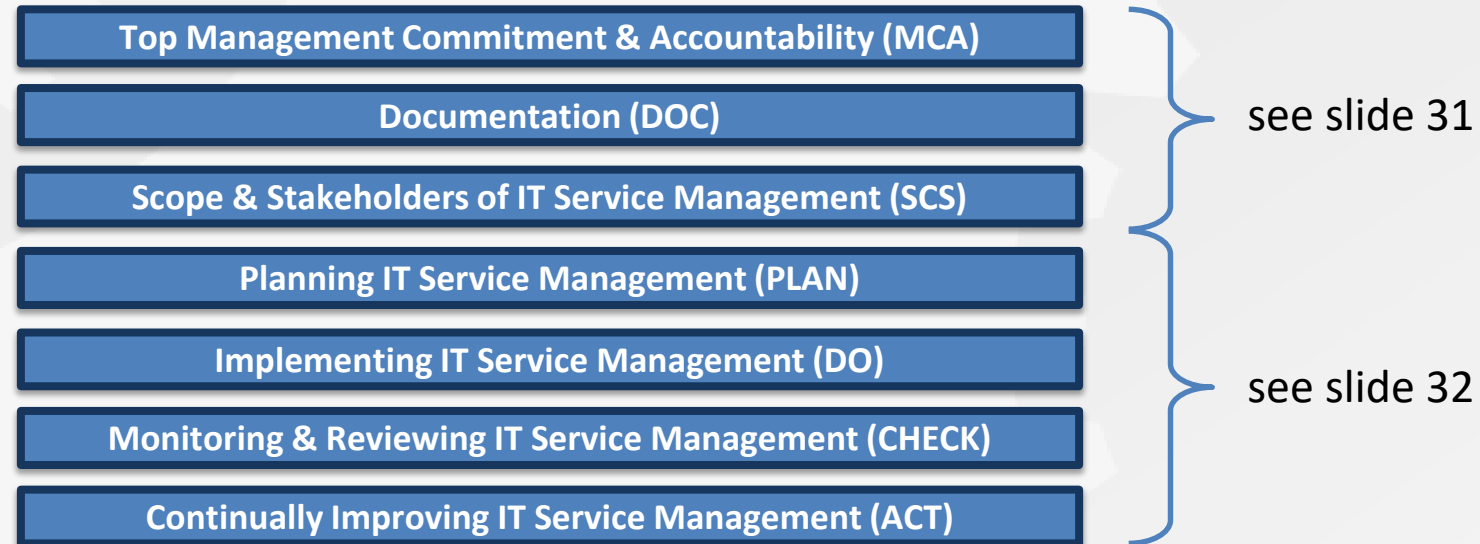 Top Management Commitment & Accountability (MCA)
Documentation (DOC)
see slide 31
Scope & Stakeholders of IT Service Management (SCS)
Planning IT Service Management (PLAN)
Implementing IT Service Management (DO)
see slide 32
Monitoring & Reviewing IT Service Management (CHECK)
Continually Improving IT Service Management (ACT)